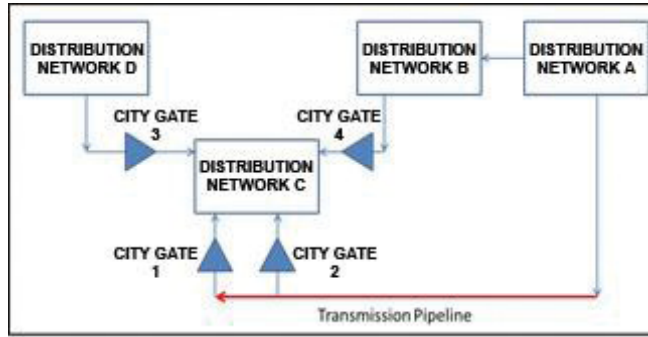 DISTRIBUTION
NETWORK D
DISTRIBUTION
NETWORK B
DISTRIBUTION
NETWORK A
CITY GATE
3
CITY GATE
4
DISTRIBUTION
NETWORK C
CITY GATE
1
CITY GATE
2
Transmission Pipeline